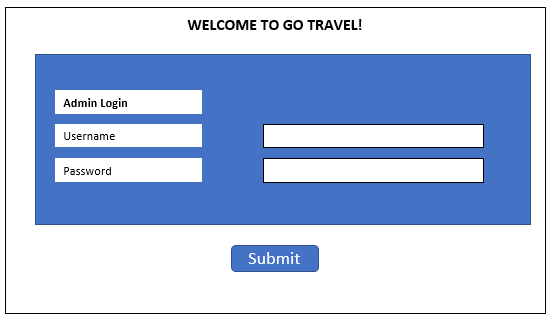 WELCOME TO GO TRAVEL!
Admin Login
Username
Password
Submit